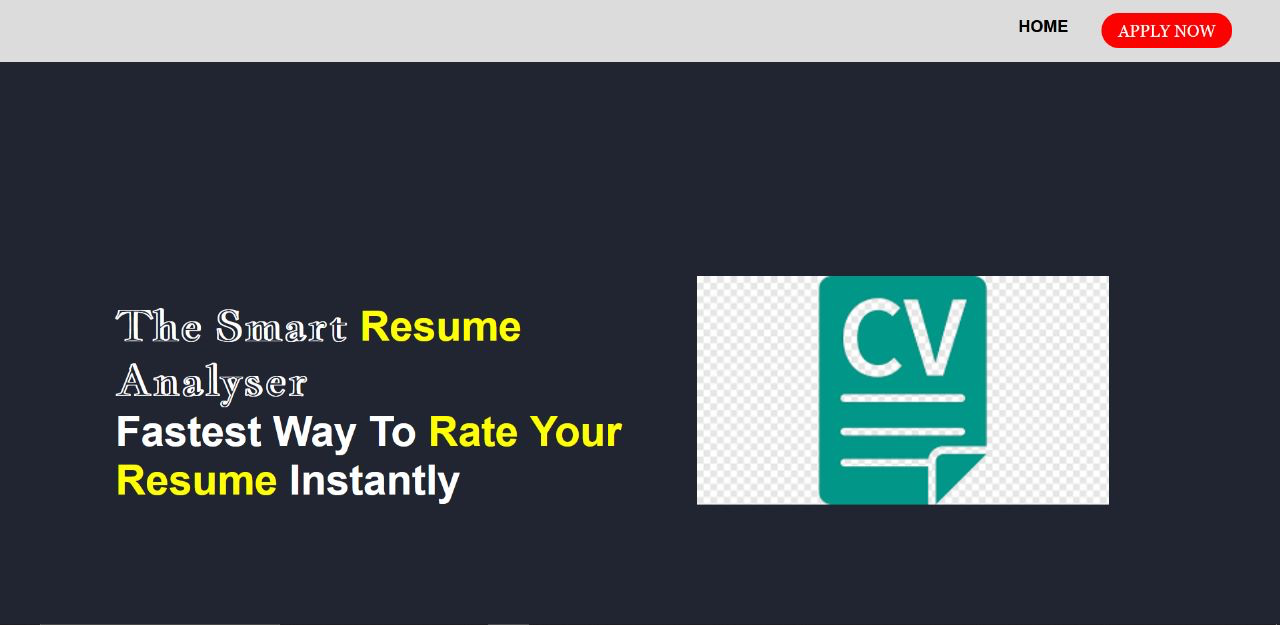 HOME
APPLY NOW
The Smart Resume
Analyser
Fastest Way To Rate Your
Resume Instantly
CV